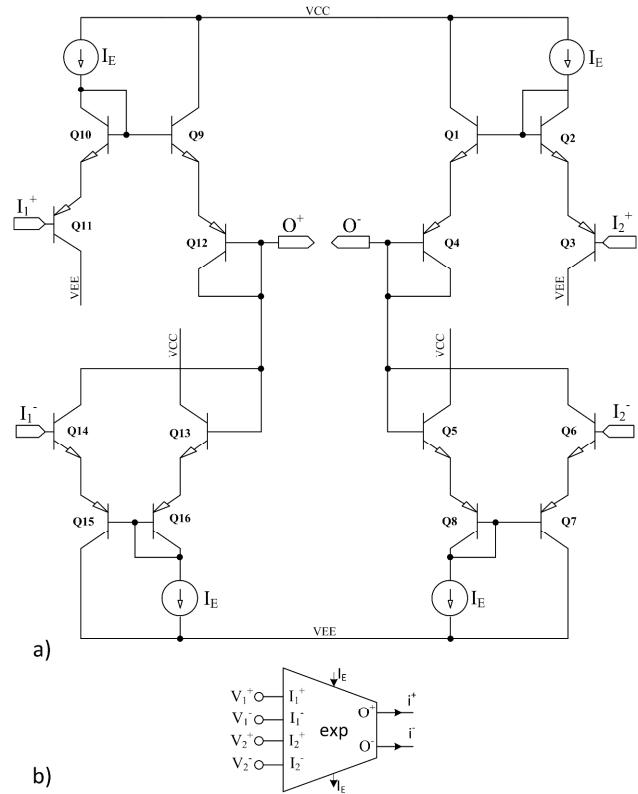 VCC
I_E I_E
Q10 Q9 Q1 Q2
I_1^+ O^+ O^- I_2^+
Q11 Q12 Q4 Q3
VEE VEE
VCC VCC
I_1^- I_2^-
Q14 Q13 Q5 Q6
Q15 Q16 Q8 Q7
I_E I_E
VEE
a)
I_E
V_1^+ I_1^+ O^+ i^+
V_1^- I_1^-
exp
V_2^+ I_2^+
V_2^- I_2^- O^- i^-
b) I_E